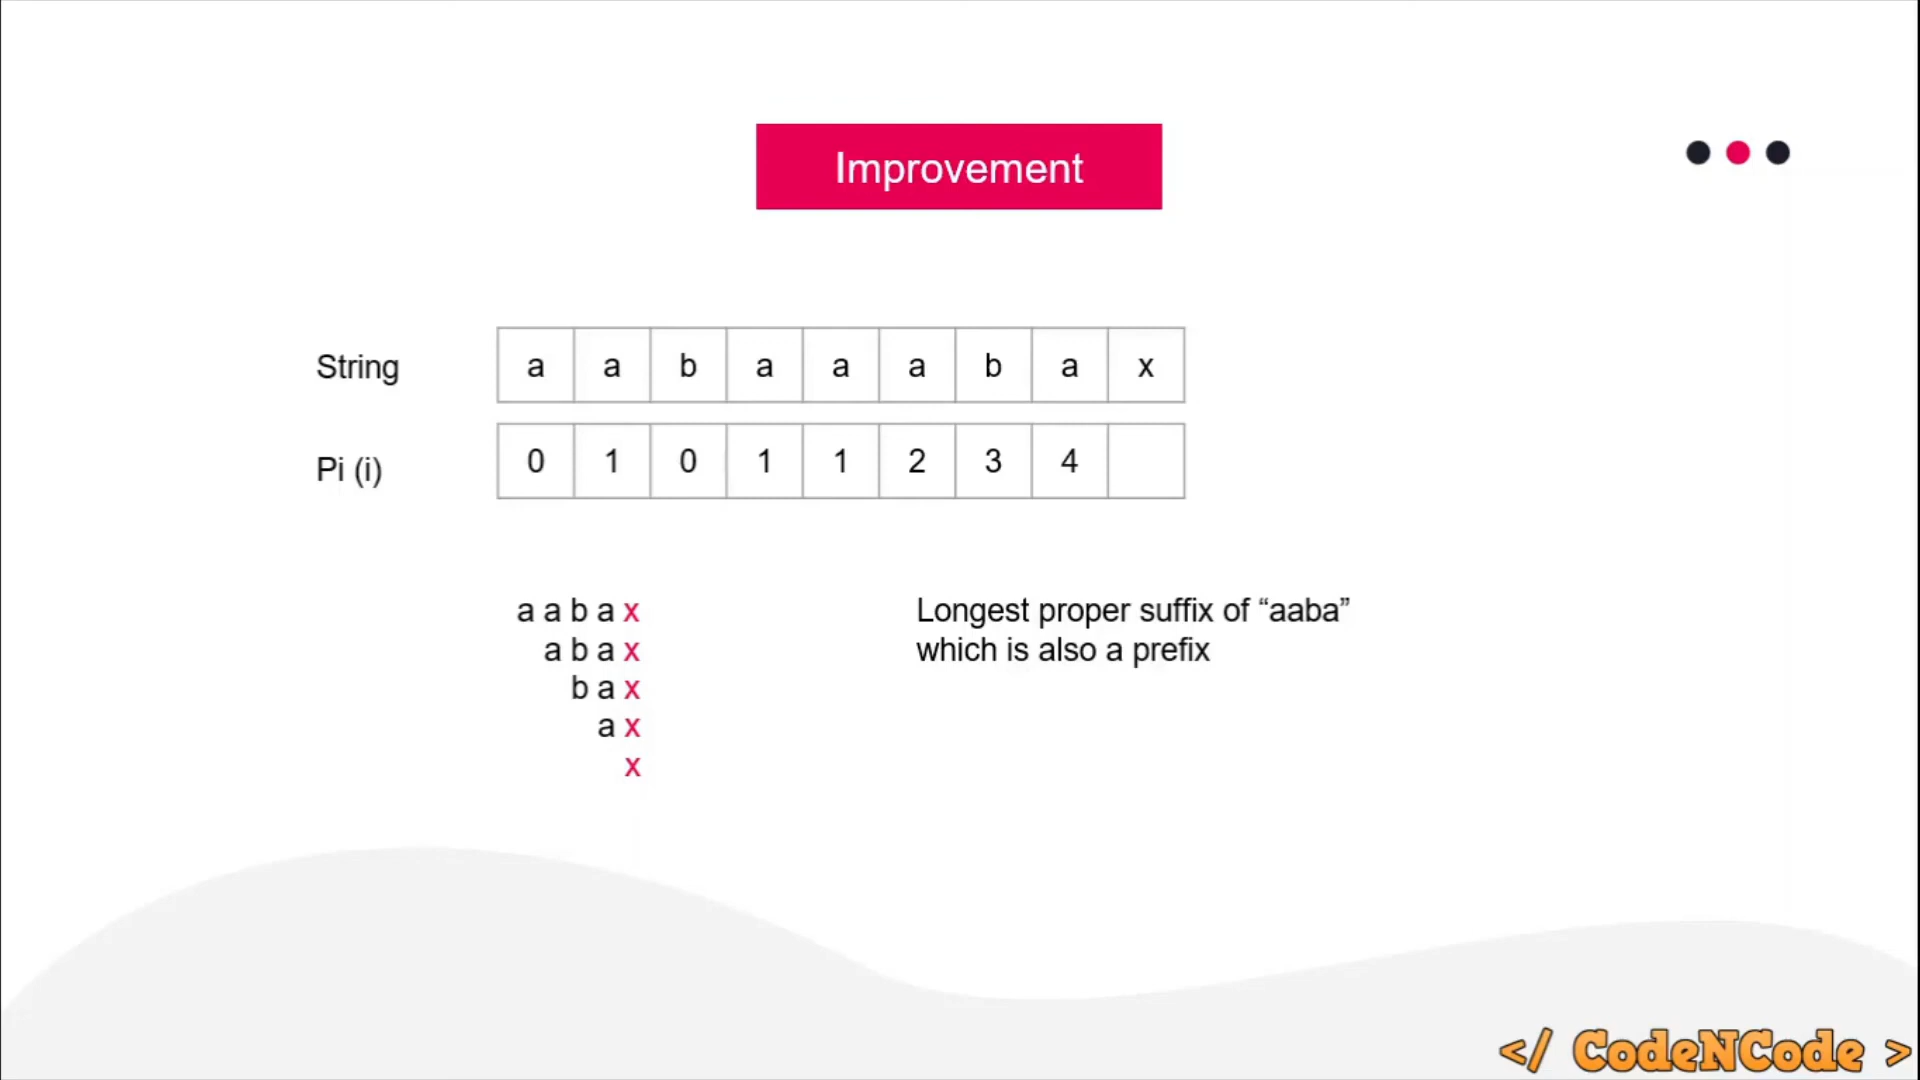 Improvement
String a a b a a a b a x
Pi (i) 0 1 0 1 1 2 3 4
a a b a x
a b a x
b a x
a x
x
Longest proper suffix of “aaba”
which is also a prefix
</ CodeNCode >